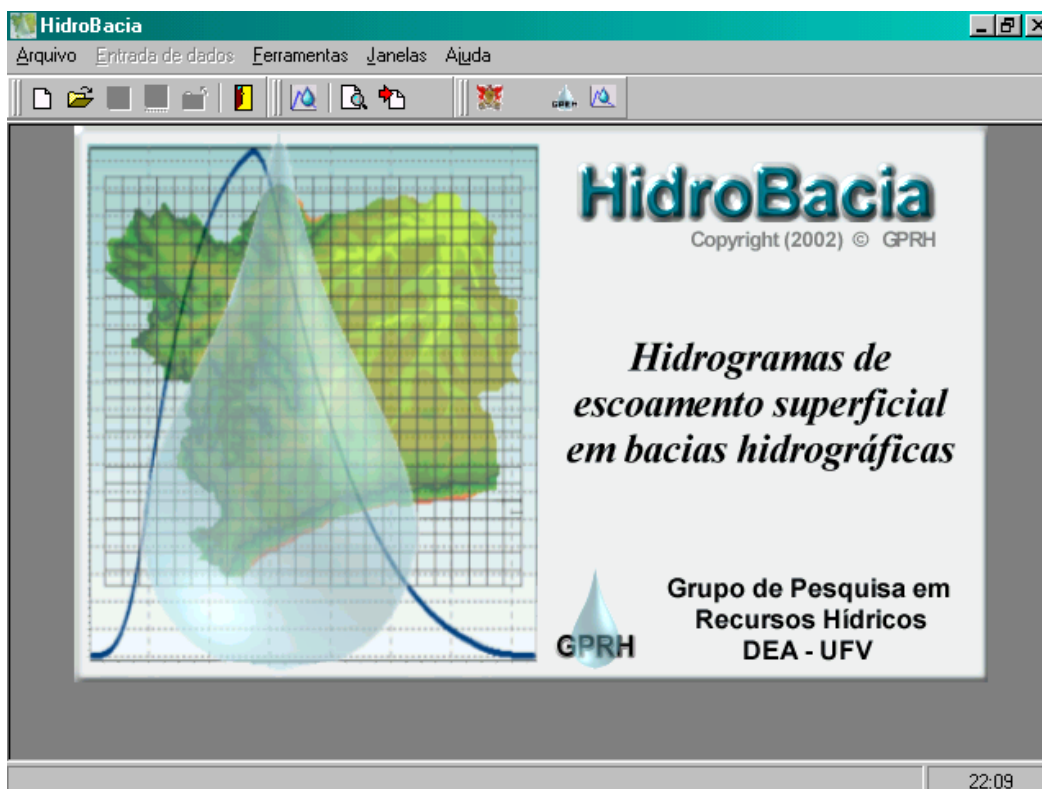 HidroBacia
Arquivo Entrada de dados Ferramentas Janelas Ajuda
GPRH
HidroBacia
Copyright (2002) © GPRH
Hidrogramas de
escoamento superficial
em bacias hidrográficas
GPRH
Grupo de Pesquisa em
Recursos Hídricos
DEA - UFV
22:09